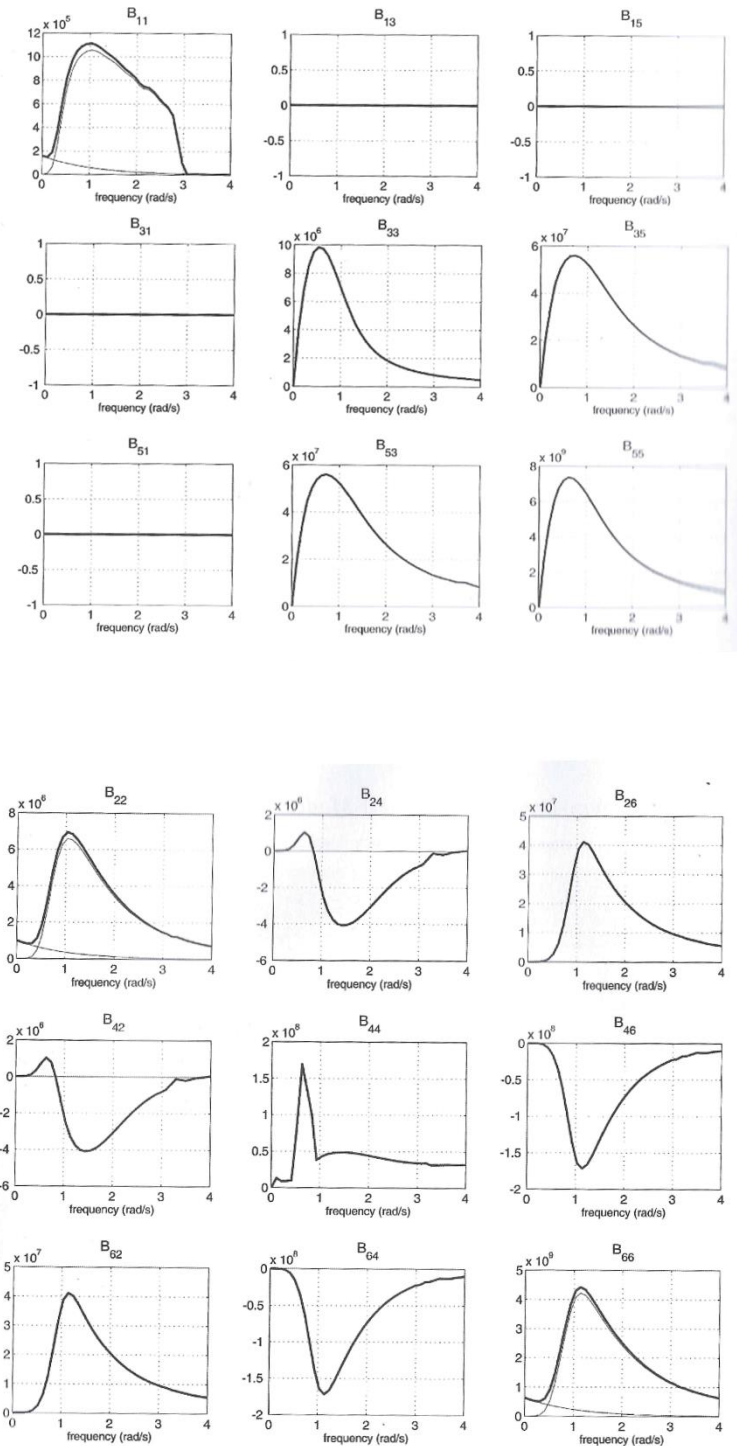 B11
x 10^5
12
10
8
6
4
2
0
0 1 2 3 4
frequency (rad/s)
B13
1
0.5
0
-0.5
-1
0 1 2 3 4
frequency (rad/s)
B15
1
0.5
0
-0.5
-1
0 1 2 3 4
frequency (rad/s)
B31
1
0.5
0
-0.5
-1
0 1 2 3 4
frequency (rad/s)
B33
x 10^6
10
8
6
4
2
0
0 1 2 3 4
frequency (rad/s)
B35
x 10^7
6
4
2
0
0 1 2 3 4
frequency (rad/s)
B51
1
0.5
0
-0.5
-1
0 1 2 3 4
frequency (rad/s)
B53
x 10^7
6
4
2
0
0 1 2 3 4
frequency (rad/s)
B55
x 10^9
8
6
4
2
0
0 1 2 3 4
frequency (rad/s)
B22
x 10^6
8
6
4
2
0
0 1 2 3 4
frequency (rad/s)
B24
x 10^6
2
0
-2
-4
-6
0 1 2 3 4
frequency (rad/s)
B26
x 10^7
5
4
3
2
1
0
0 1 2 3 4
frequency (rad/s)
B42
x 10^6
2
0
-2
-4
-6
0 1 2 3 4
frequency (rad/s)
B44
x 10^8
2
1.5
1
0.5
0
0 1 2 3 4
frequency (rad/s)
B46
x 10^8
0
-0.5
-1
-1.5
-2
0 1 2 3 4
frequency (rad/s)
B62
x 10^7
5
4
3
2
1
0
0 1 2 3 4
frequency (rad/s)
B64
x 10^8
0
-0.5
-1
-1.5
-2
0 1 2 3 4
frequency (rad/s)
B66
x 10^9
5
4
3
2
1
0
0 1 2 3 4
frequency (rad/s)